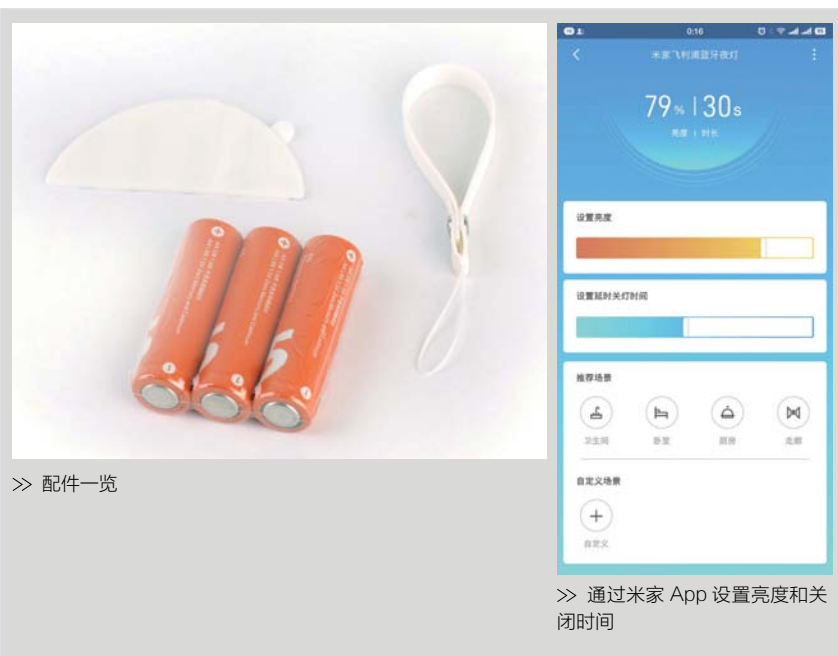 >> 配件一览
0:16
米家飞利浦蓝牙夜灯
79% | 30s
亮度 | 时长
设置亮度
设置延时关灯时间
推荐场景
卫生间 卧室 厨房 走廊
自定义场景
自定义
>> 通过米家 App 设置亮度和关
闭时间